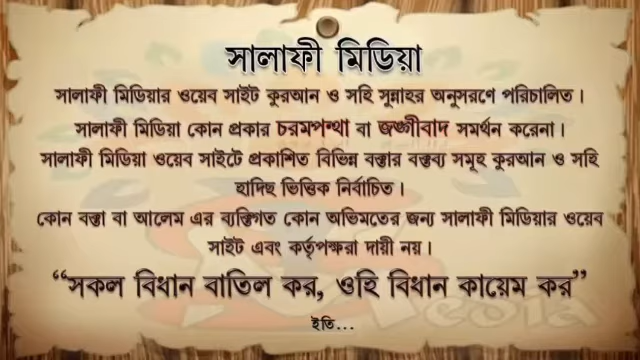 সালাফী মিডিয়া
সালাফী মিডিয়ার ওয়েব সাইট কুরআন ও সহি সুন্নাহর অনুসরণে পরিচালিত।
সালাফী মিডিয়া কোন প্রকার চরমপন্থা বা জঙ্গীবাদ সমর্থন করেনা।
সালাফী মিডিয়া ওয়েব সাইটে প্রকাশিত বিভিন্ন বক্তার বক্তব্য সমূহ কুরআন ও সহি
হাদিছ ভিত্তিক নির্বাচিত।
কোন বক্তা বা আলেম এর ব্যক্তিগত কোন অভিমতের জন্য সালাফী মিডিয়ার ওয়েব
সাইট এবং কর্তৃপক্ষরা দায়ী নয়।
“সকল বিধান বাতিল কর, ওহি বিধান কায়েম কর”
ইতি...